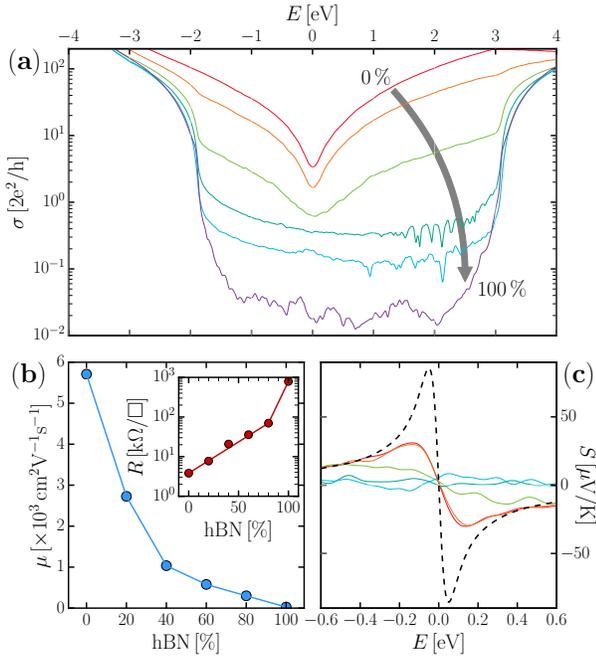 E [eV]
−4 −3 −2 −1 0 1 2 3 4
(a)
0 %
100 %
σ [2e²/h]
10²
10¹
10⁰
10⁻¹
10⁻²
(b)
μ [×10³ cm²V⁻¹s⁻¹]
6
5
4
3
2
1
0
0 20 40 60 80 100
hBN [%]
R [kΩ/□]
10³
10²
10¹
10⁰
0 50 100
hBN [%]
(c)
S [μV/K]
50
0
−50
−0.6 −0.4 −0.2 0.0 0.2 0.4 0.6
E [eV]